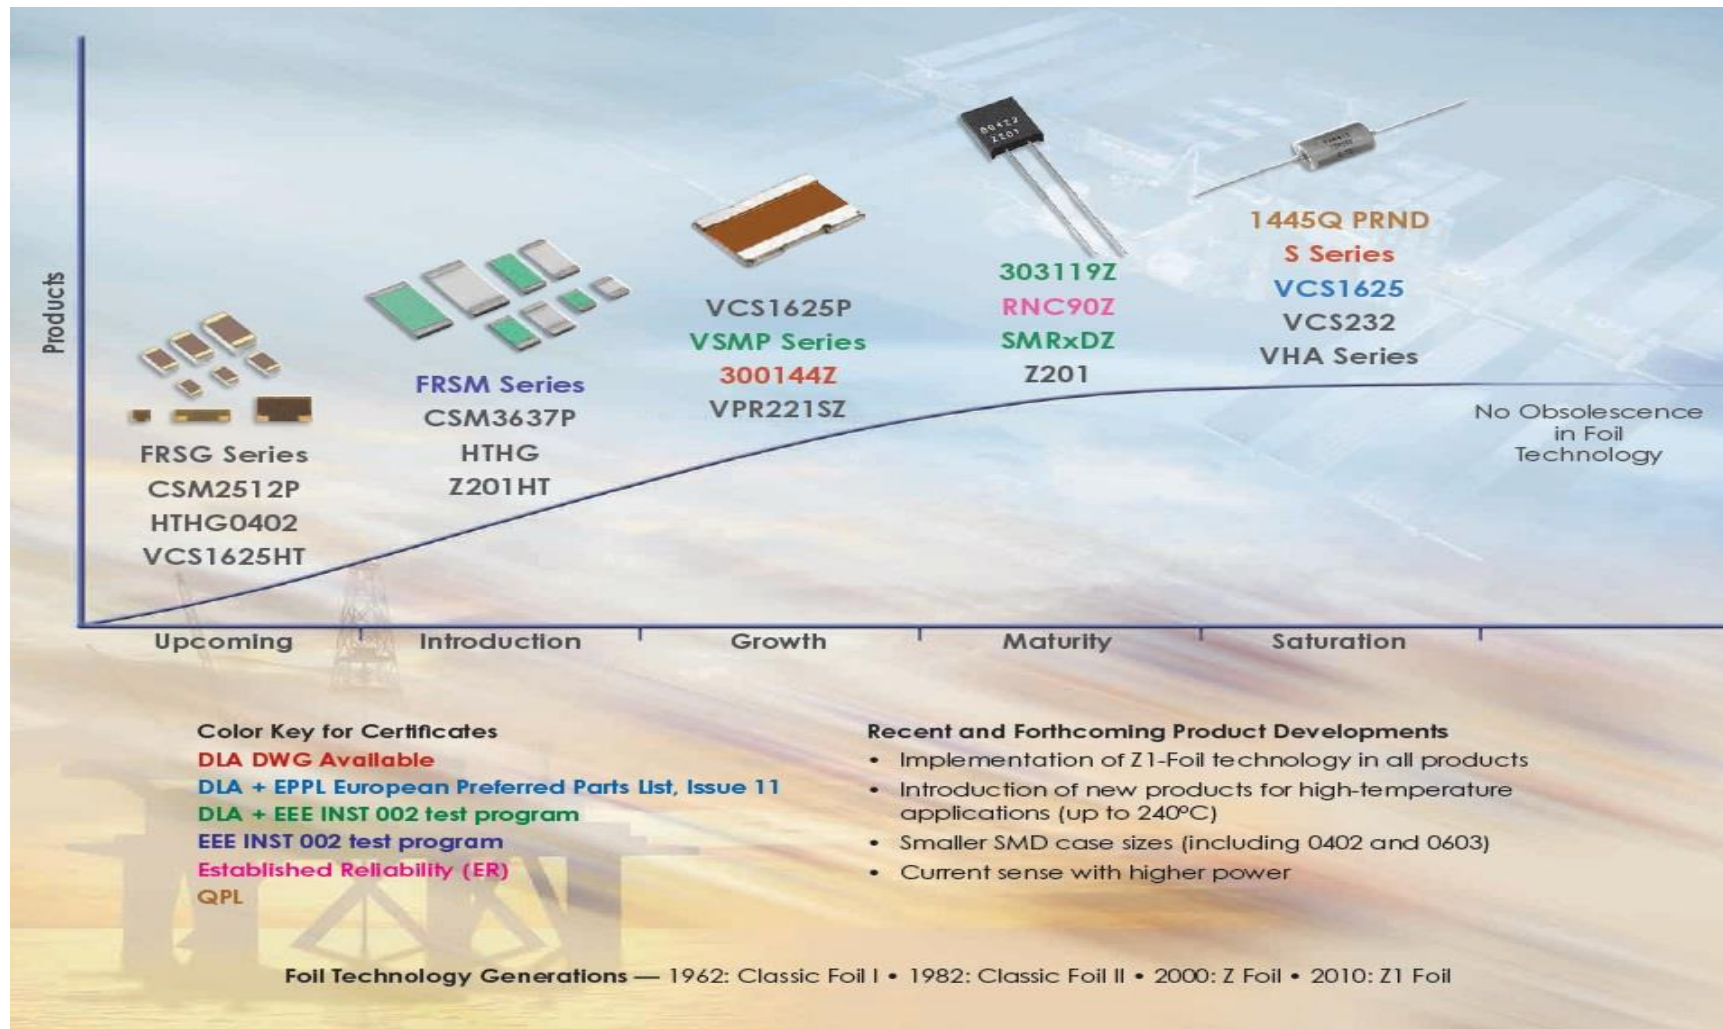 Products
FRSG Series
CSM2512P
HTHG0402
VCS1625HT
FRSM Series
CSM3637P
HTHG
Z201HT
VCS1625P
VSMP Series
300144Z
VPR221SZ
303119Z
RNC90Z
SMRxDZ
Z201
1445Q PRND
S Series
VCS1625
VCS232
VHA Series
No Obsolescence
in Foil
Technology
Upcoming
Introduction
Growth
Maturity
Saturation
Color Key for Certificates
DLA DWG Available
DLA + EPPL European Preferred Parts List, Issue 11
DLA + EEE INST 002 test program
EEE INST 002 test program
Established Reliability (ER)
QPL
Recent and Forthcoming Product Developments
• Implementation of Z1-Foil technology in all products
• Introduction of new products for high-temperature
applications (up to 240ºC)
• Smaller SMD case sizes (including 0402 and 0603)
• Current sense with higher power
Foil Technology Generations — 1962: Classic Foil I • 1982: Classic Foil II • 2000: Z Foil • 2010: Z1 Foil